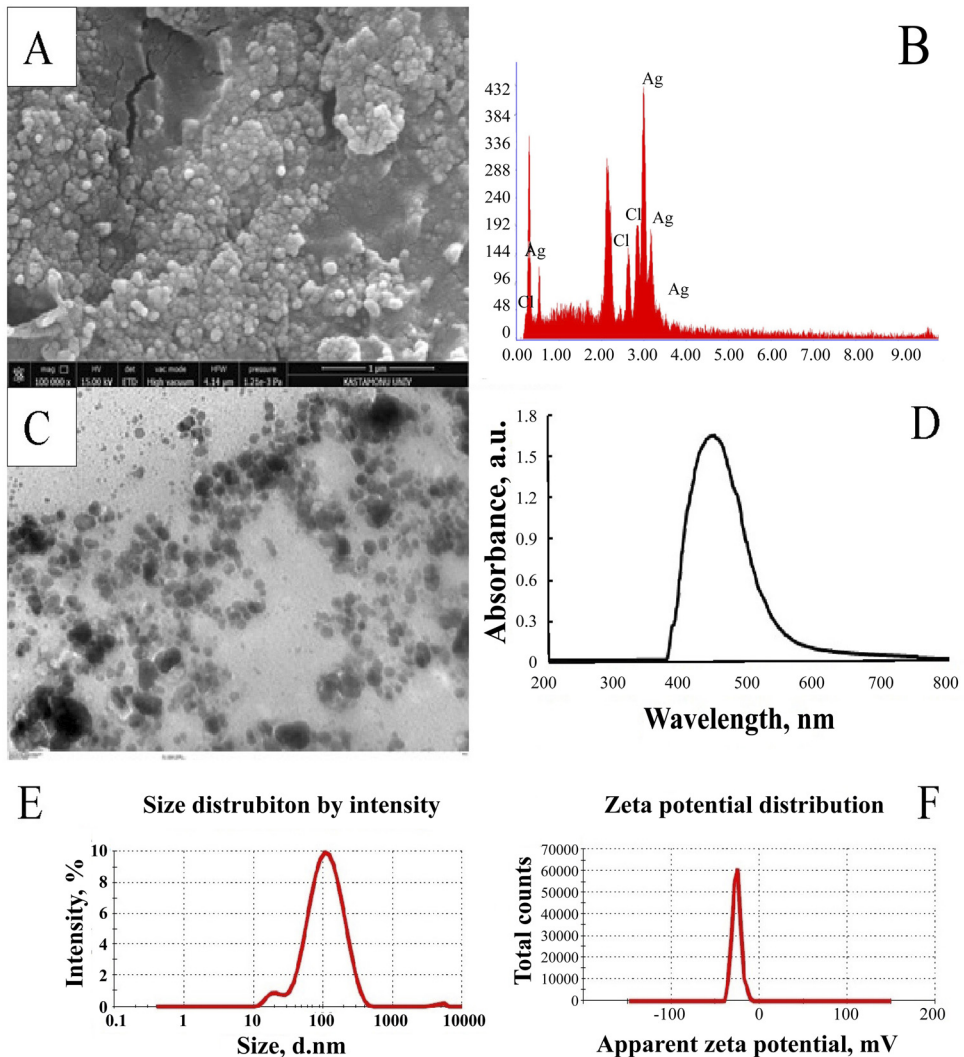 A
mag HV det vac mode HFW pressure 1 µm
100 000 x 15.00 kV ETD High vacuum 4.14 µm 1.21e-3 Pa KASTAMONU UNIV
B
432
384
336
288
240
192
144
96
48
0
0.00 1.00 2.00 3.00 4.00 5.00 6.00 7.00 8.00 9.00
Ag
Cl
Cl
Ag
Ag
Ag
Cl
C
D
Absorbance, a.u.
1.8
1.5
1.2
0.9
0.6
0.3
0
200 300 400 500 600 700 800
Wavelength, nm
E
Size distrubiton by intensity
Intensity, %
10
8
6
4
2
0
0.1 1 10 100 1000 10000
Size, d.nm
F
Zeta potential distribution
Total counts
70000
60000
50000
40000
30000
20000
10000
0
-100 0 100 200
Apparent zeta potential, mV